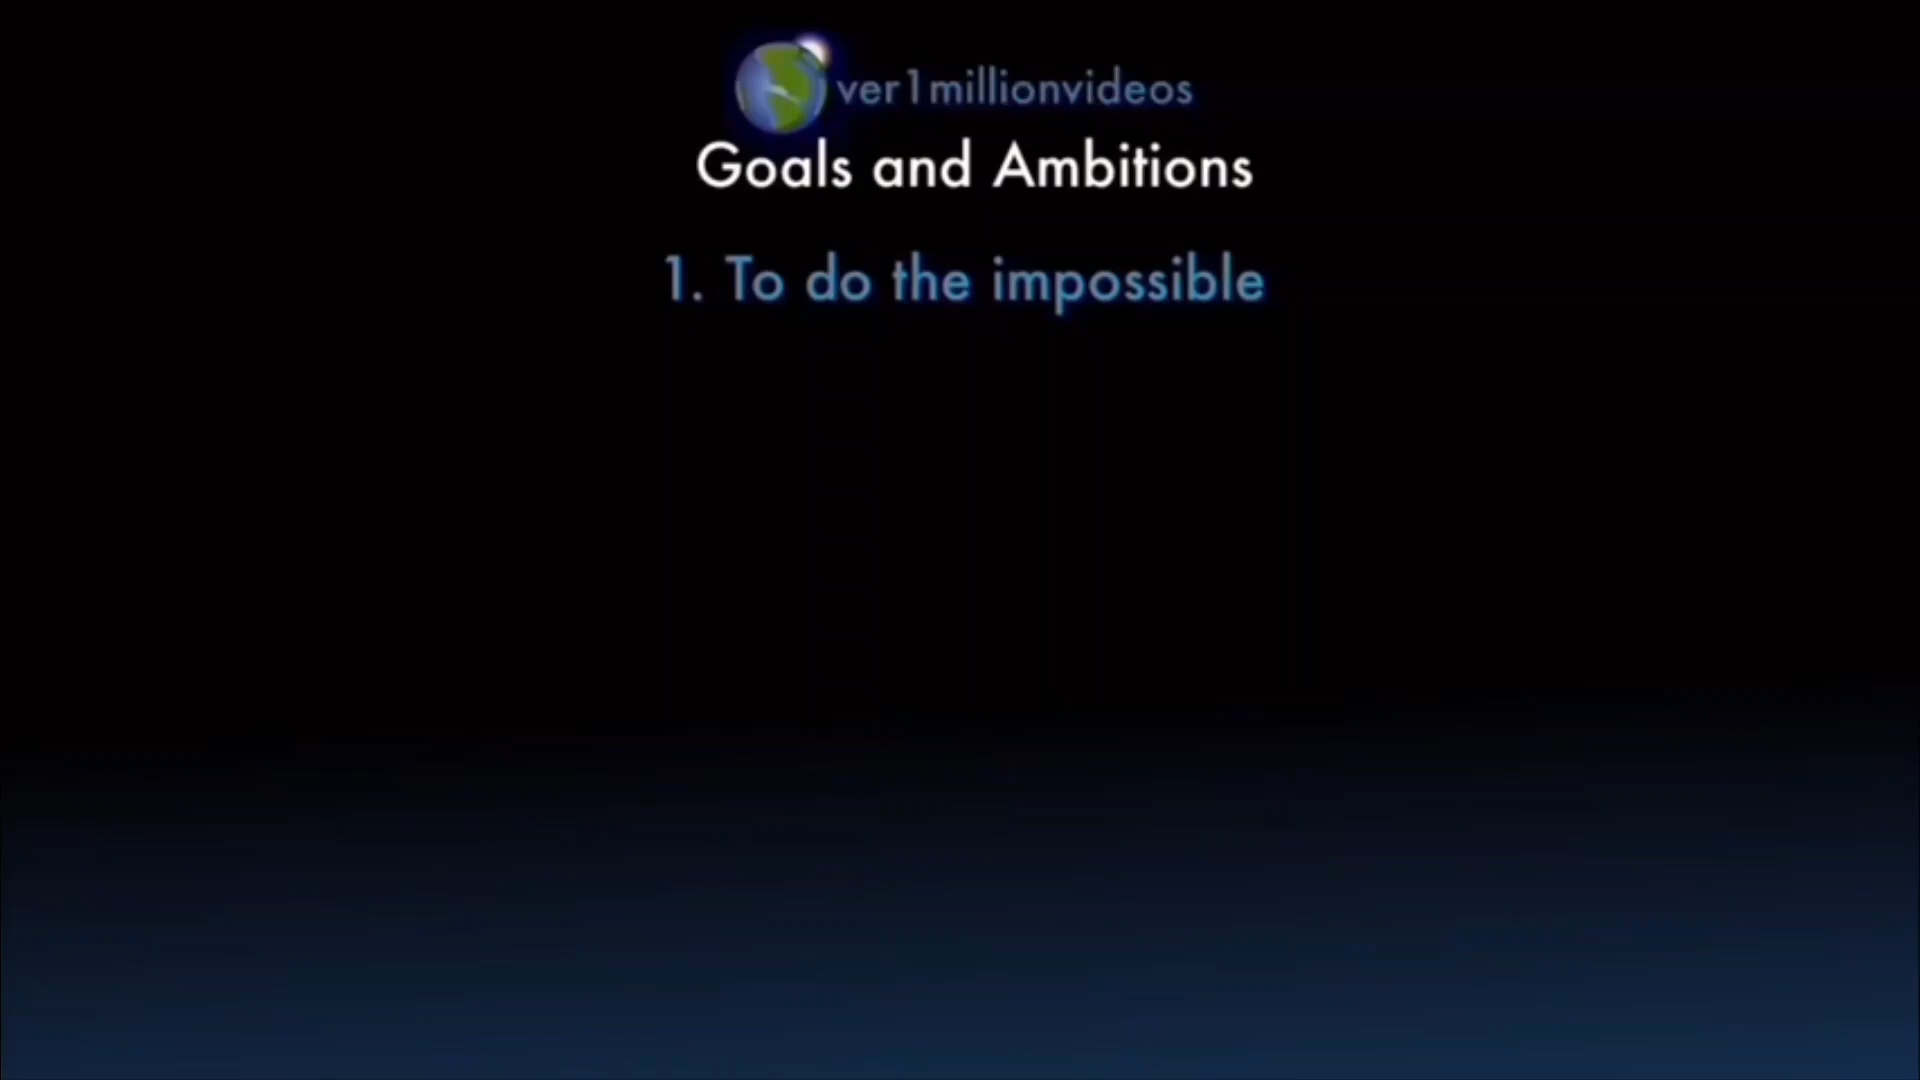 ver1millionvideos
Goals and Ambitions
1. To do the impossible